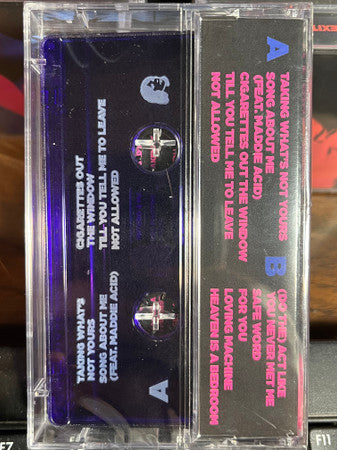 A
TAKING WHAT'S NOT YOURS
SONG ABOUT ME
(FEAT. MADDIE ACID)
CIGARETTES OUT THE WINDOW
TILL YOU TELL ME TO LEAVE
NOT ALLOWED
B
(DO THE) ACT LIKE
YOU NEVER MET ME
SAFE WORD
FOR YOU
LOVING MACHINE
HEAVEN IS A BEDROOM
A
TAKING WHAT'S
NOT YOURS
SONG ABOUT ME
(FEAT. MADDIE ACID)
CIGARETTES OUT
THE WINDOW
TILL YOU TELL ME TO LEAVE
NOT ALLOWED
F7
F11